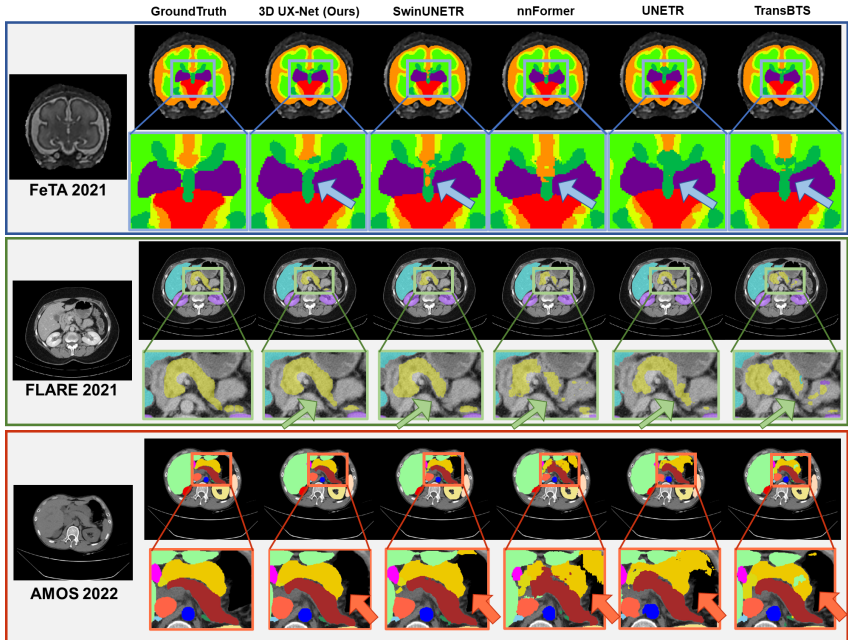 GroundTruth 3D UX-Net (Ours) SwinUNETR nnFormer UNETR TransBTS
FeTA 2021
FLARE 2021
AMOS 2022